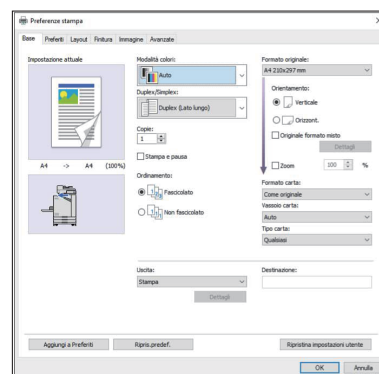 Preferenze stampa
Base Preferiti Layout Finitura Immagine Avanzate
Impostazione attuale
A4 -> A4 (100%)
Modalità colori:
Auto
Duplex/Simplex:
Duplex (Lato lungo)
Copie:
1
Stampa e pausa
Ordinamento:
Fascicolato
Non fascicolato
Formato originale:
A4 210x297 mm
Orientamento:
Verticale
Orizzont.
Originale formato misto
Dettagli
Zoom 100 %
Formato carta:
Come originale
Vassoio carta:
Auto
Tipo carta:
Qualsiasi
Uscita:
Stampa
Dettagli
Destinazione:
Aggiungi a Preferiti Ripris.predef. Ripristina impostazioni utente
OK Annulla